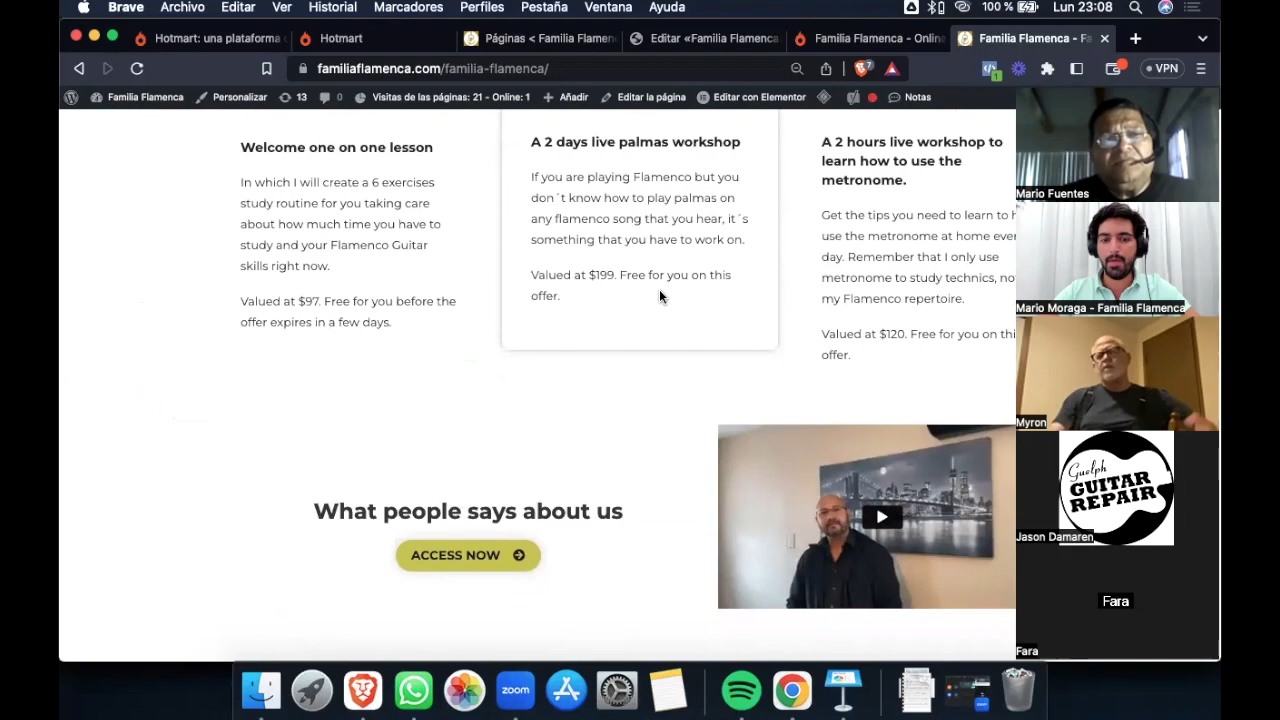 Brave Archivo Editar Ver Historial Marcadores Perfiles Pestaña Ventana Ayuda 100 % Lun 23:08
Hotmart: una plataforma
Hotmart
Páginas < Familia Flamen
Editar «Familia Flamenca
Familia Flamenca - Online
Familia Flamenca - Fa
familiaflamenca.com/familia-flamenca/
7
1
VPN
Familia Flamenca Personalizar 13 0 Visitas de las páginas: 21 - Online: 1 Añadir Editar la página Editar con Elementor Notas
Welcome one on one lesson
In which I will create a 6 exercises
study routine for you taking care
about how much time you have to
study and your Flamenco Guitar
skills right now.
Valued at $97. Free for you before the
offer expires in a few days.
A 2 days live palmas workshop
If you are playing Flamenco but you
don´t know how to play palmas on
any flamenco song that you hear, it´s
something that you have to work on.
Valued at $199. Free for you on this
offer.
A 2 hours live workshop to
learn how to use the
metronome.
Get the tips you need to learn to h
use the metronome at home ever
day. Remember that I only use
metronome to study technics, no
my Flamenco repertoire.
Valued at $120. Free for you on thi
offer.
What people says about us
ACCESS NOW
Mario Fuentes
Mario Moraga - Familia Flamenca
Myron
Guelph
GUITAR
REPAIR
Jason Damaren
Fara
Fara
zoom